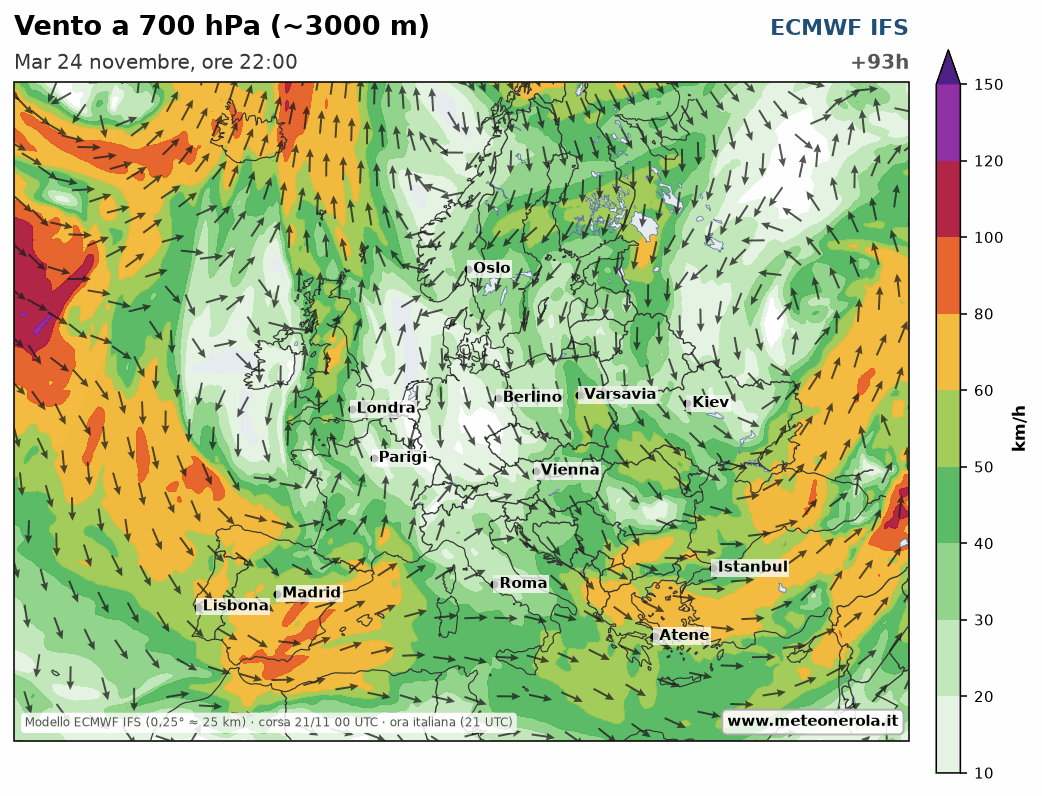 Vento a 700 hPa (~3000 m)
ECMWF IFS
Mar 24 novembre, ore 22:00
+93h
150
120
100
80
60
50
40
30
20
10
km/h
Oslo
Berlino
Varsavia
Kiev
Londra
Parigi
Vienna
Istanbul
Roma
Madrid
Lisbona
Atene
Modello ECMWF IFS (0,25° ≈ 25 km) · corsa 21/11 00 UTC · ora italiana (21 UTC)
www.meteonerola.it